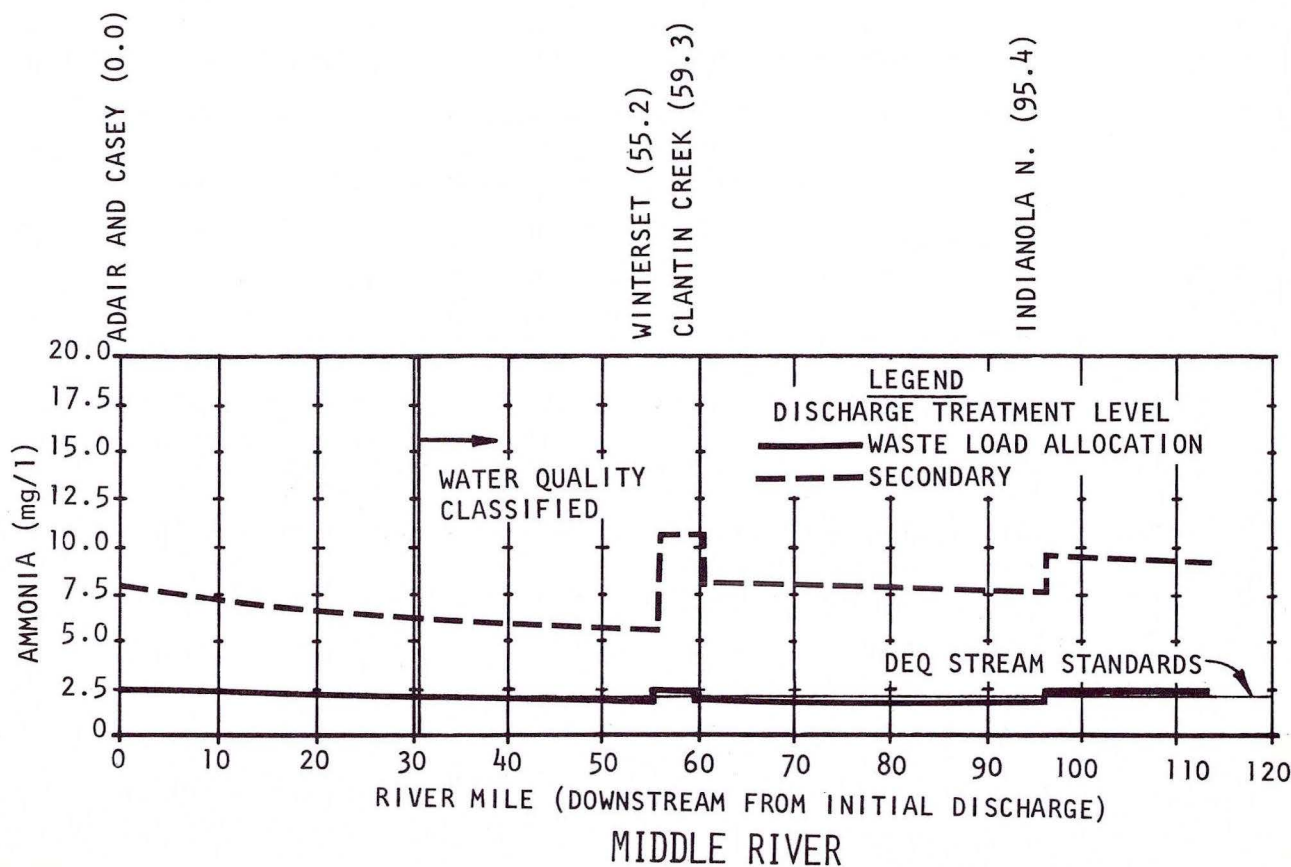 ADAIR AND CASEY (0.0)
WINTERSET (55.2)
CLANTIN CREEK (59.3)
INDIANOLA N. (95.4)
AMMONIA (mg/l)
20.0
17.5
15.0
12.5
10.0
7.5
5.0
2.5
0
LEGEND
DISCHARGE TREATMENT LEVEL
WASTE LOAD ALLOCATION
SECONDARY
WATER QUALITY
CLASSIFIED
DEQ STREAM STANDARDS
0 10 20 30 40 50 60 70 80 90 100 110 120
RIVER MILE (DOWNSTREAM FROM INITIAL DISCHARGE)
MIDDLE RIVER